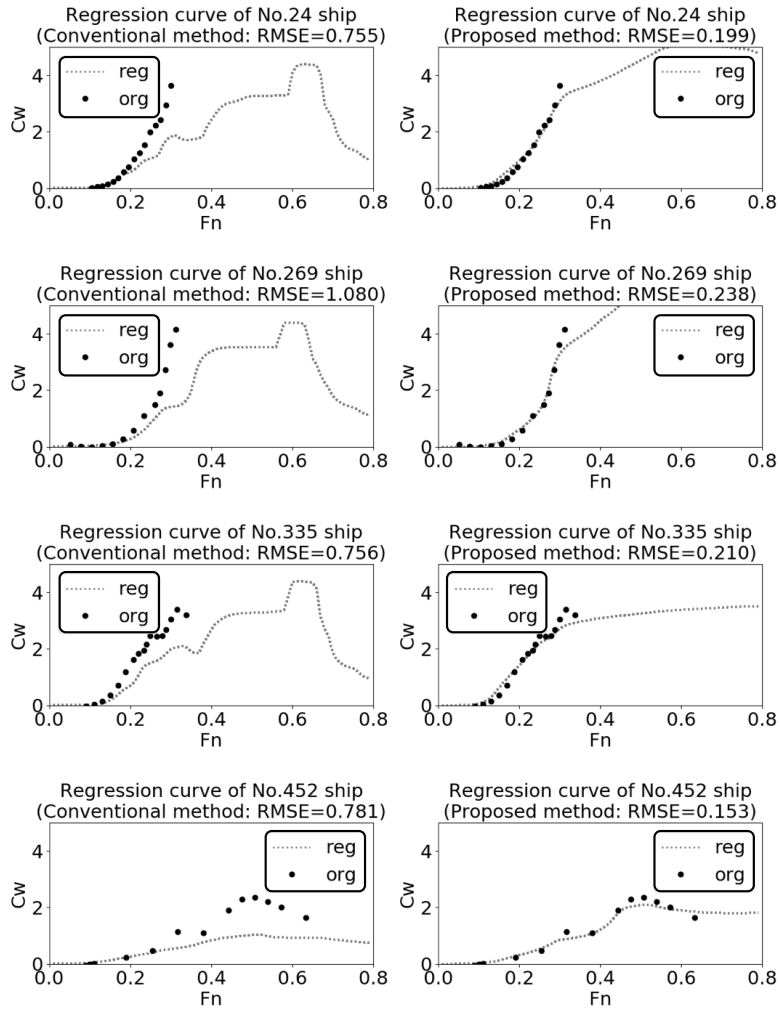 Regression curve of No.24 ship
(Conventional method: RMSE=0.755)
reg
org
Cw
4
2
0
0.0 0.2 0.4 0.6 0.8
Fn
Regression curve of No.24 ship
(Proposed method: RMSE=0.199)
reg
org
Cw
4
2
0
0.0 0.2 0.4 0.6 0.8
Fn
Regression curve of No.269 ship
(Conventional method: RMSE=1.080)
reg
org
Cw
4
2
0
0.0 0.2 0.4 0.6 0.8
Fn
Regression curve of No.269 ship
(Proposed method: RMSE=0.238)
reg
org
Cw
4
2
0
0.0 0.2 0.4 0.6 0.8
Fn
Regression curve of No.335 ship
(Conventional method: RMSE=0.756)
reg
org
Cw
4
2
0
0.0 0.2 0.4 0.6 0.8
Fn
Regression curve of No.335 ship
(Proposed method: RMSE=0.210)
reg
org
Cw
4
2
0
0.0 0.2 0.4 0.6 0.8
Fn
Regression curve of No.452 ship
(Conventional method: RMSE=0.781)
reg
org
Cw
4
2
0
0.0 0.2 0.4 0.6 0.8
Fn
Regression curve of No.452 ship
(Proposed method: RMSE=0.153)
reg
org
Cw
4
2
0
0.0 0.2 0.4 0.6 0.8
Fn